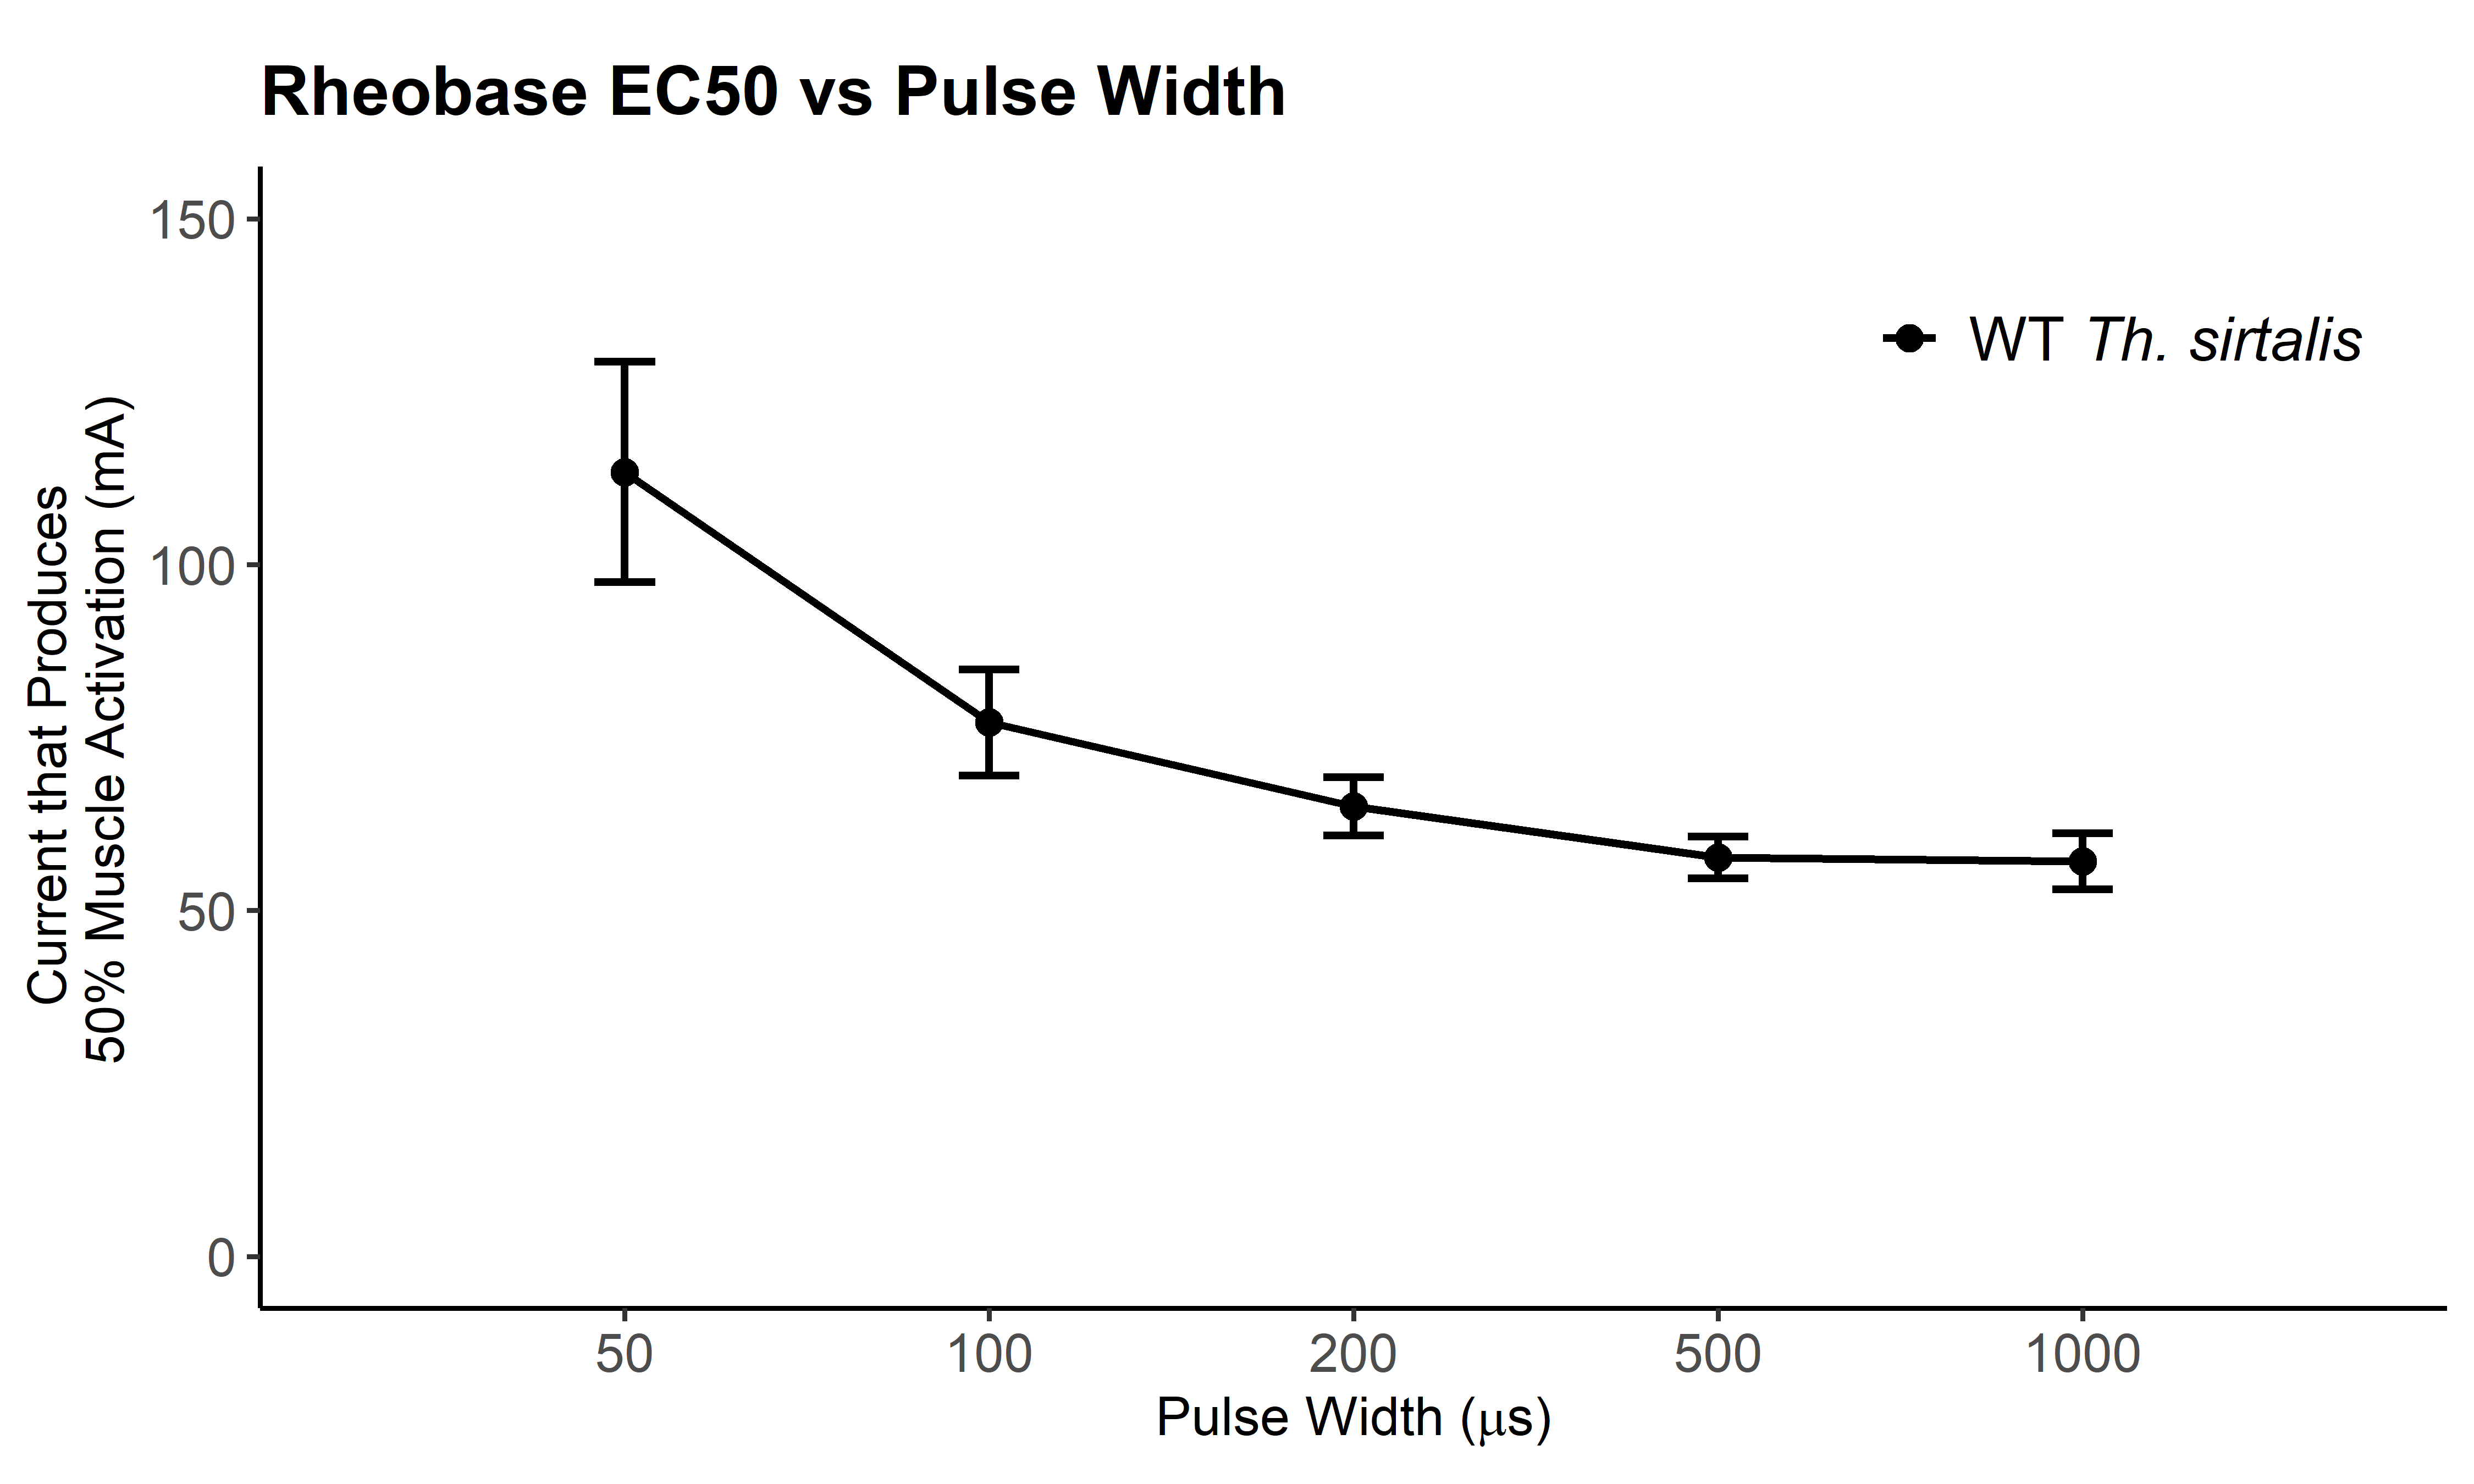 Rheobase EC50 vs Pulse Width
Current that Produces
50% Muscle Activation (mA)
150
100
50
0
WT Th. sirtalis
50 100 200 500 1000
Pulse Width (μs)